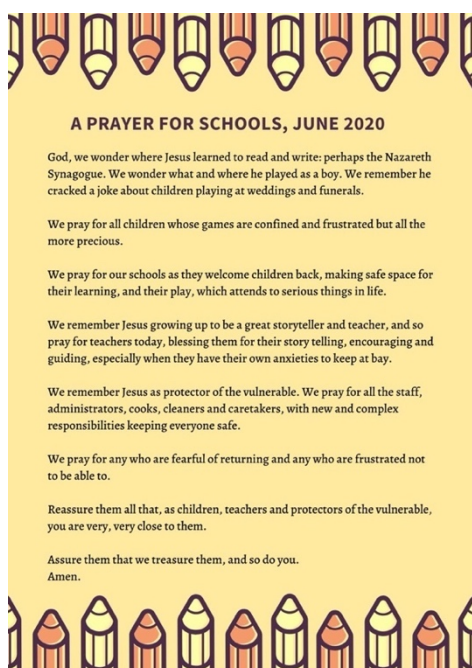 A PRAYER FOR SCHOOLS, JUNE 2020
God, we wonder where Jesus learned to read and write: perhaps the Nazareth
Synagogue. We wonder what and where he played as a boy. We remember he
cracked a joke about children playing at weddings and funerals.
We pray for all children whose games are confined and frustrated but all the
more precious.
We pray for our schools as they welcome children back, making safe space for
their learning, and their play, which attends to serious things in life.
We remember Jesus growing up to be a great storyteller and teacher, and so
pray for teachers today, blessing them for their story telling, encouraging and
guiding, especially when they have their own anxieties to keep at bay.
We remember Jesus as protector of the vulnerable. We pray for all the staff,
administrators, cooks, cleaners and caretakers, with new and complex
responsibilities keeping everyone safe.
We pray for any who are fearful of returning and any who are frustrated not
to be able to.
Reassure them all that, as children, teachers and protectors of the vulnerable,
you are very, very close to them.
Assure them that we treasure them, and so do you.
Amen.